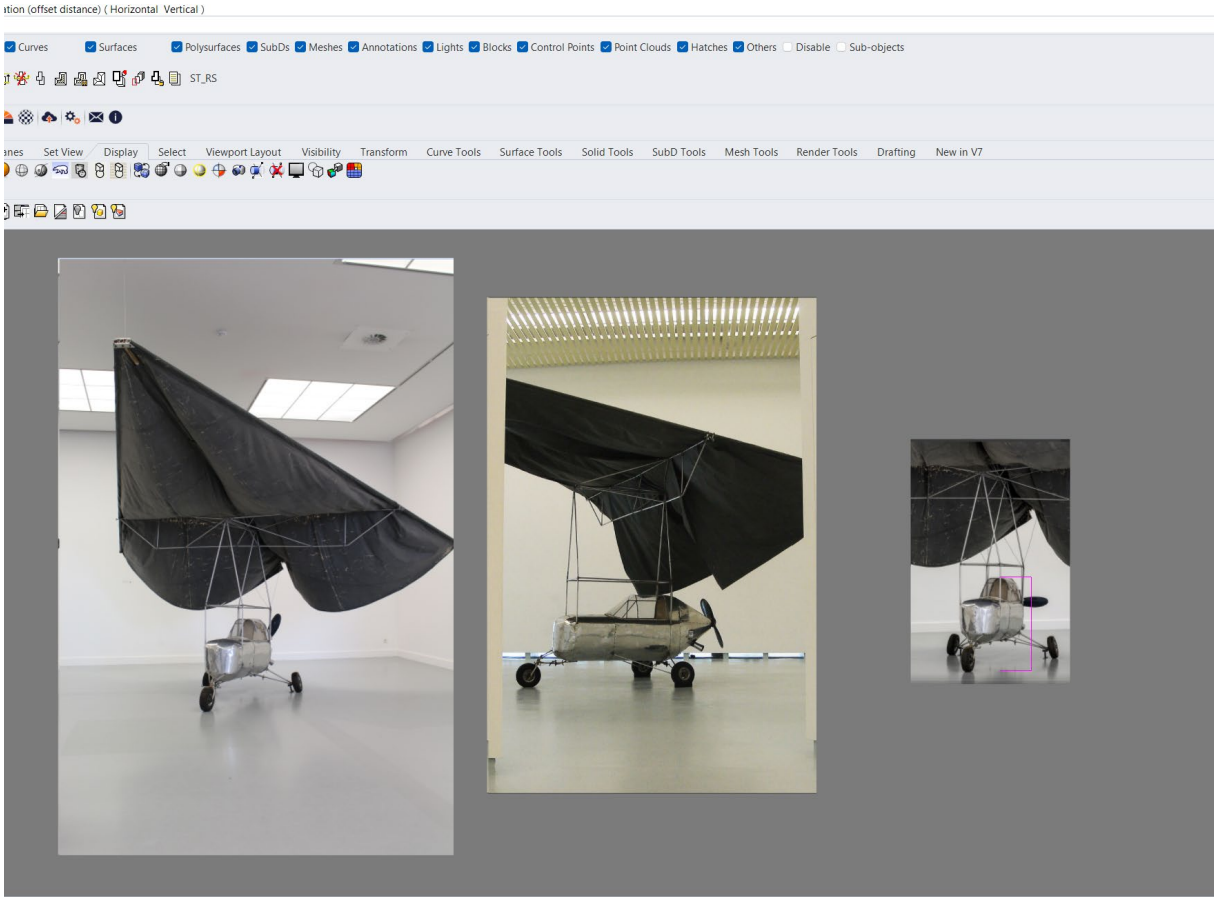 ation (offset distance) ( Horizontal Vertical )
Curves Surfaces Polysurfaces SubDs Meshes Annotations Lights Blocks Control Points Point Clouds Hatches Others Disable Sub-objects
ST_RS
anes Set View Display Select Viewport Layout Visibility Transform Curve Tools Surface Tools Solid Tools SubD Tools Mesh Tools Render Tools Drafting New in V7